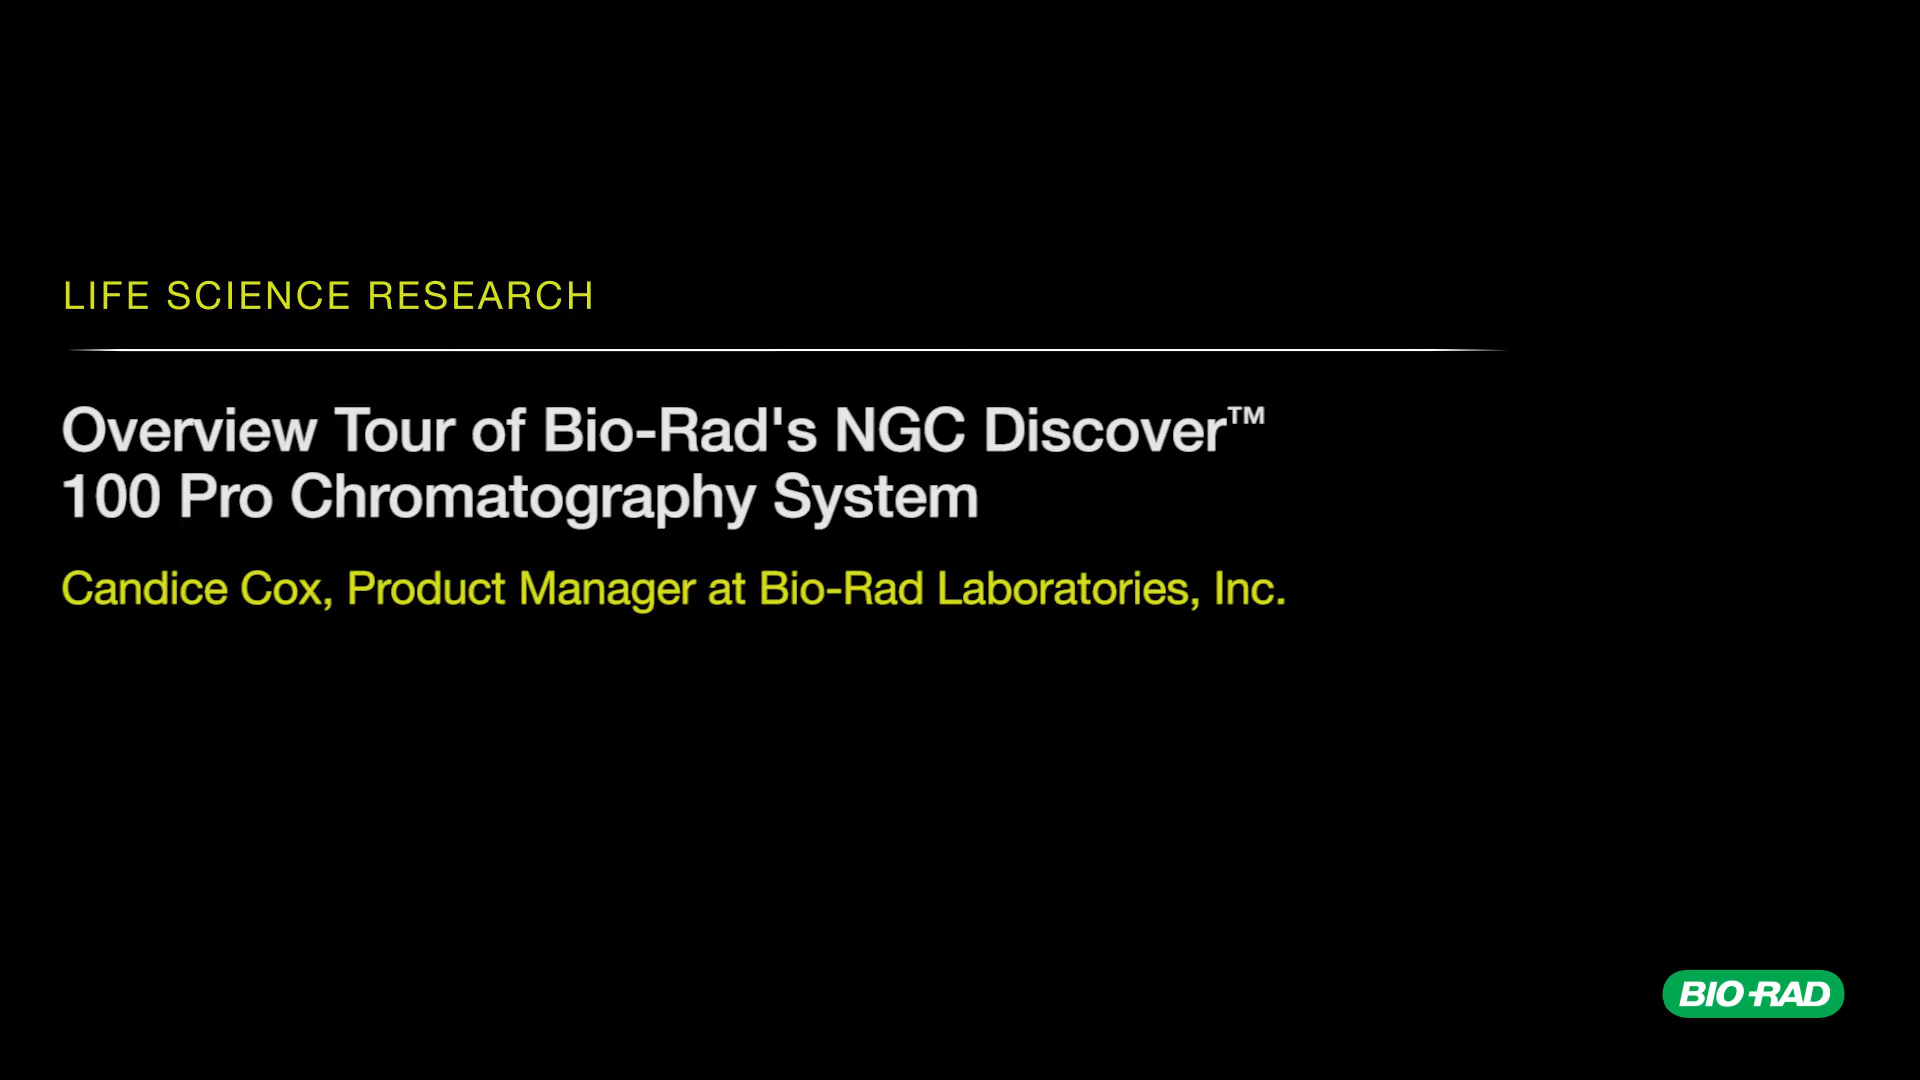 LIFE SCIENCE RESEARCH
Overview Tour of Bio-Rad's NGC Discover™
100 Pro Chromatography System
Candice Cox, Product Manager at Bio-Rad Laboratories, Inc.
BIO-RAD